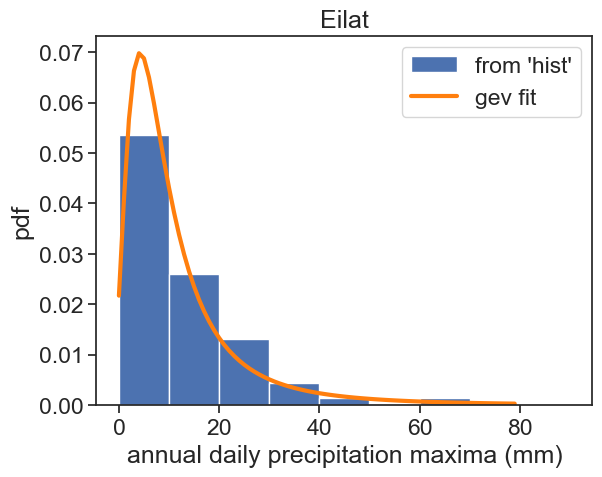 Eilat
from 'hist'
gev fit
pdf
0.07
0.06
0.05
0.04
0.03
0.02
0.01
0.00
0 20 40 60 80
annual daily precipitation maxima (mm)